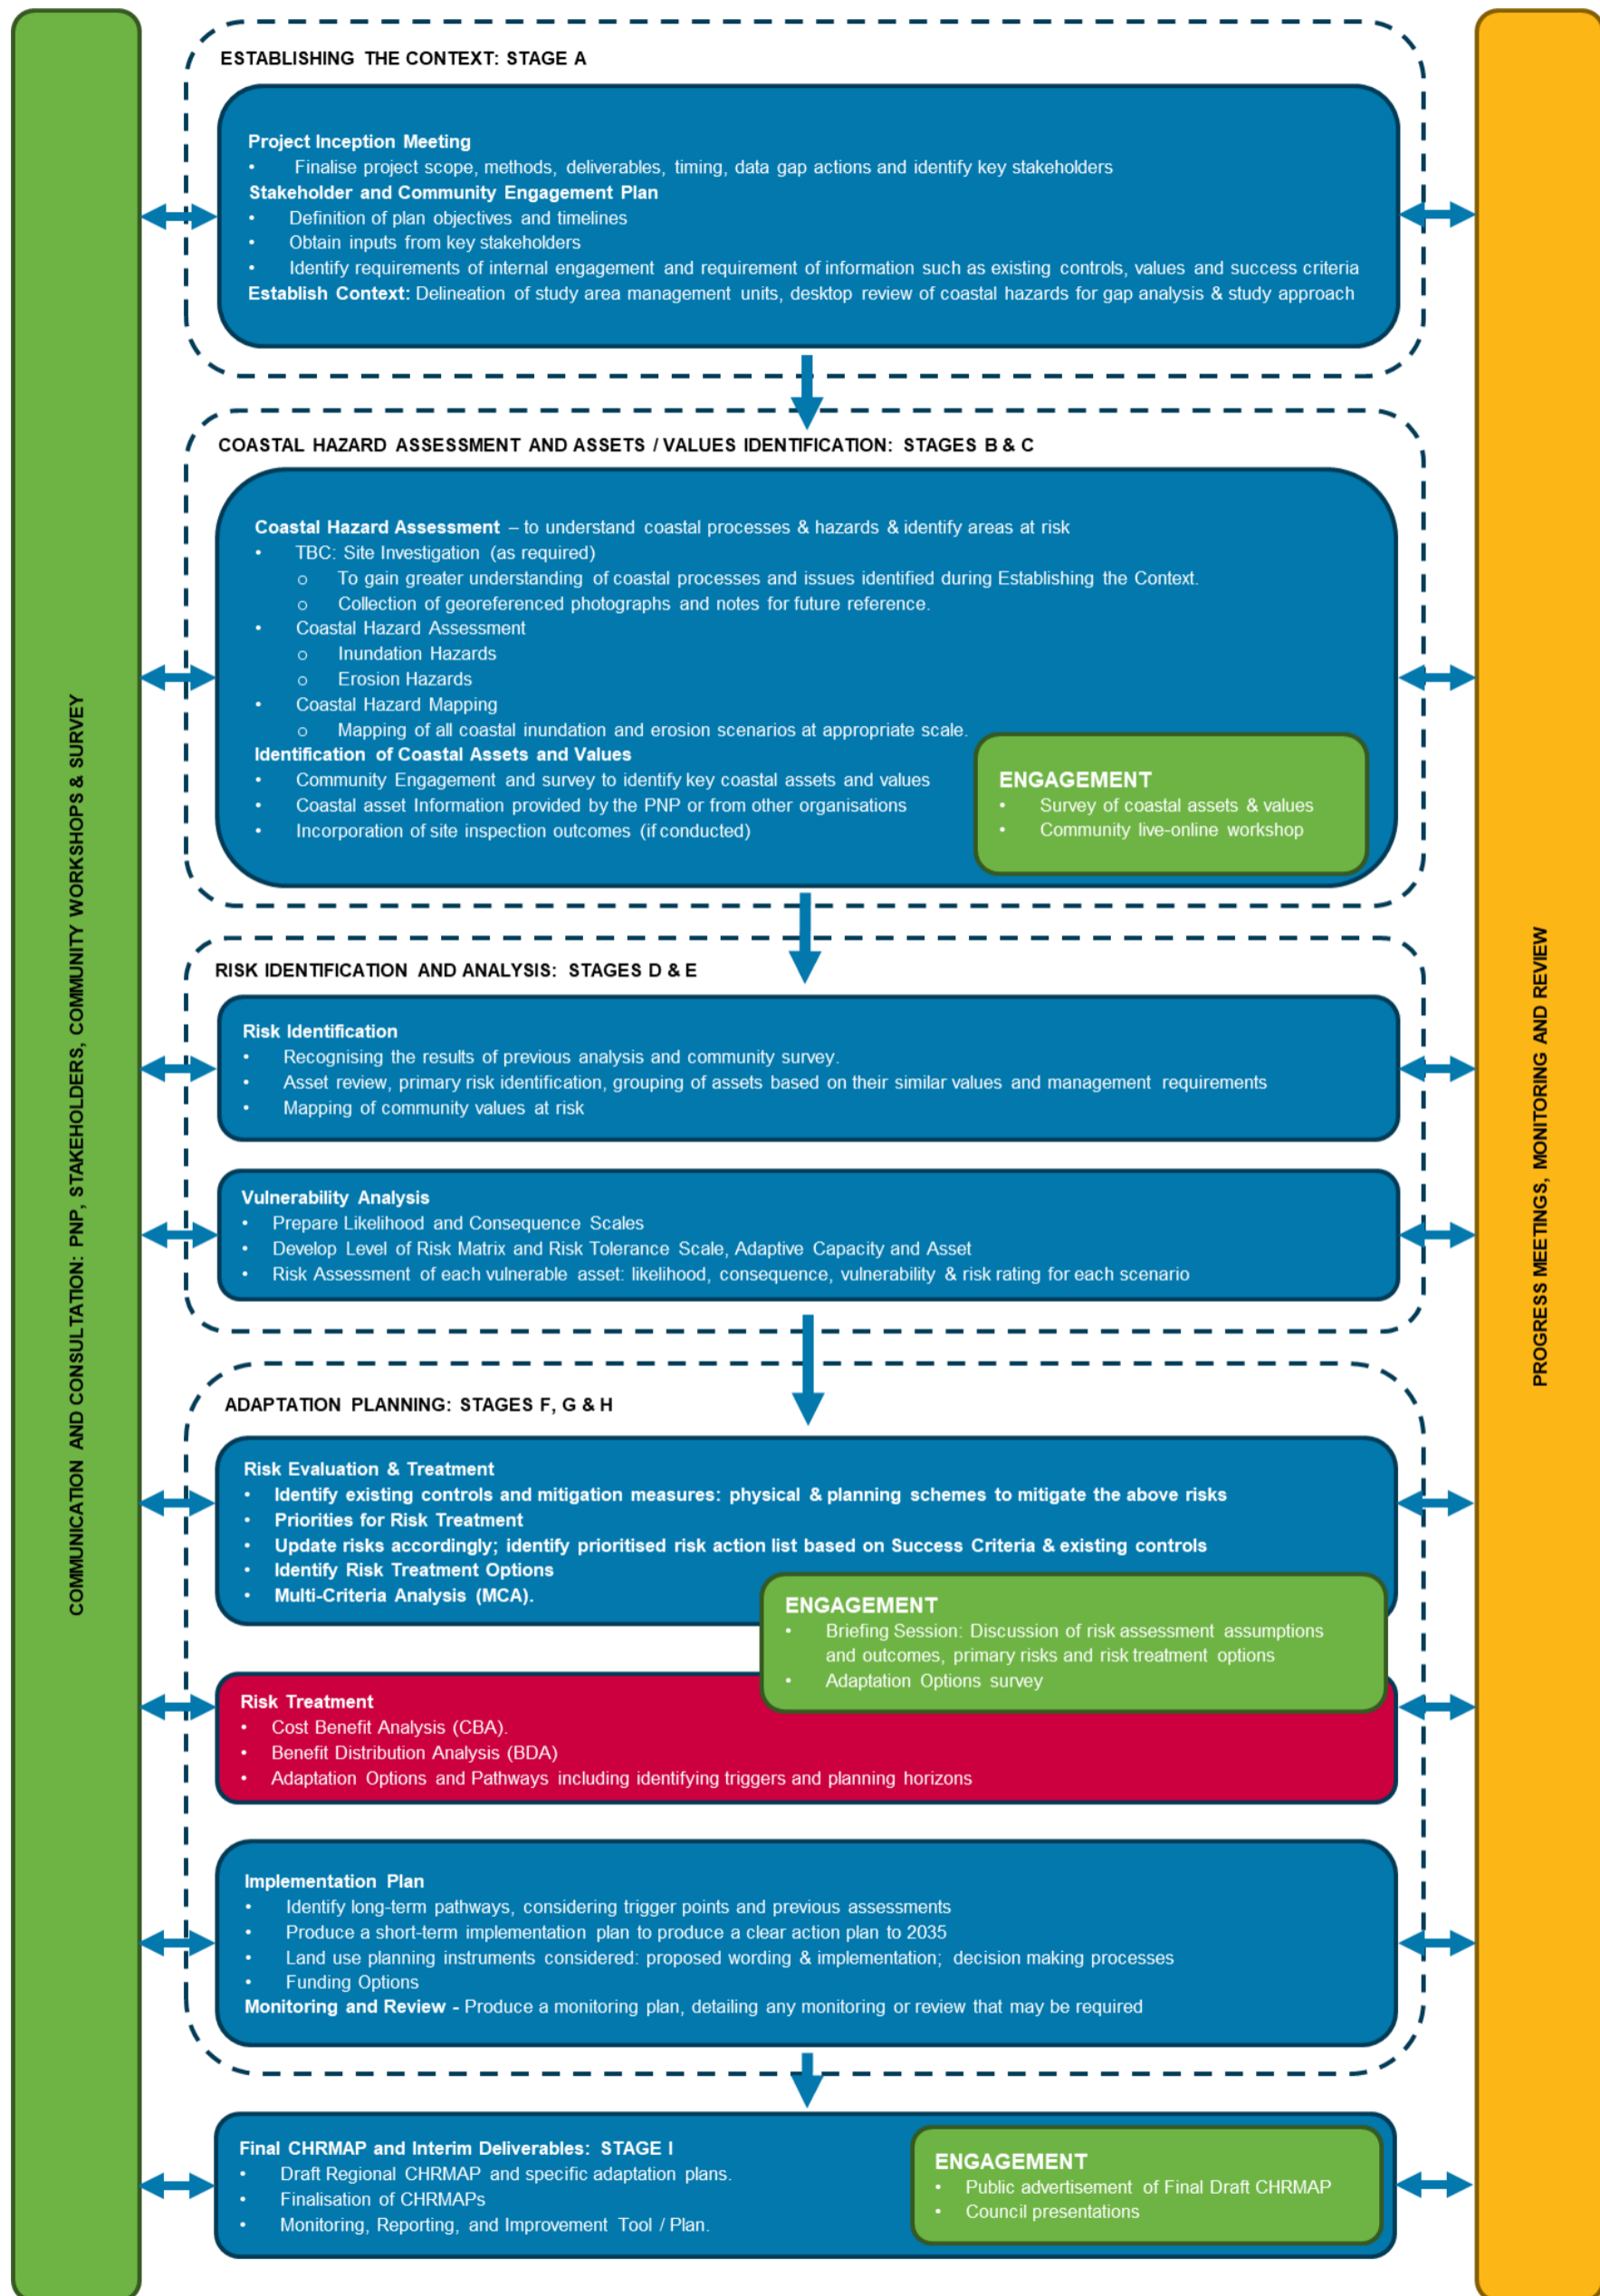 COMMUNICATION AND CONSULTATION: PNP, STAKEHOLDERS, COMMUNITY WORKSHOPS & SURVEY
ESTABLISHING THE CONTEXT: STAGE A
Project Inception Meeting
• Finalise project scope, methods, deliverables, timing, data gap actions and identify key stakeholders
Stakeholder and Community Engagement Plan
• Definition of plan objectives and timelines
• Obtain inputs from key stakeholders
• Identify requirements of internal engagement and requirement of information such as existing controls, values and success criteria
Establish Context: Delineation of study area management units, desktop review of coastal hazards for gap analysis & study approach
COASTAL HAZARD ASSESSMENT AND ASSETS / VALUES IDENTIFICATION: STAGES B & C
Coastal Hazard Assessment – to understand coastal processes & hazards & identify areas at risk
• TBC: Site Investigation (as required)
o To gain greater understanding of coastal processes and issues identified during Establishing the Context.
o Collection of georeferenced photographs and notes for future reference.
• Coastal Hazard Assessment
o Inundation Hazards
o Erosion Hazards
• Coastal Hazard Mapping
o Mapping of all coastal inundation and erosion scenarios at appropriate scale.
Identification of Coastal Assets and Values
• Community Engagement and survey to identify key coastal assets and values
• Coastal asset Information provided by the PNP or from other organisations
• Incorporation of site inspection outcomes (if conducted)
ENGAGEMENT
• Survey of coastal assets & values
• Community live-online workshop
RISK IDENTIFICATION AND ANALYSIS: STAGES D & E
Risk Identification
• Recognising the results of previous analysis and community survey.
• Asset review, primary risk identification, grouping of assets based on their similar values and management requirements
• Mapping of community values at risk
Vulnerability Analysis
• Prepare Likelihood and Consequence Scales
• Develop Level of Risk Matrix and Risk Tolerance Scale, Adaptive Capacity and Asset
• Risk Assessment of each vulnerable asset: likelihood, consequence, vulnerability & risk rating for each scenario
ADAPTATION PLANNING: STAGES F, G & H
Risk Evaluation & Treatment
• Identify existing controls and mitigation measures: physical & planning schemes to mitigate the above risks
• Priorities for Risk Treatment
• Update risks accordingly; identify prioritised risk action list based on Success Criteria & existing controls
• Identify Risk Treatment Options
• Multi-Criteria Analysis (MCA).
ENGAGEMENT
• Briefing Session: Discussion of risk assessment assumptions
and outcomes, primary risks and risk treatment options
• Adaptation Options survey
Risk Treatment
• Cost Benefit Analysis (CBA).
• Benefit Distribution Analysis (BDA)
• Adaptation Options and Pathways including identifying triggers and planning horizons
Implementation Plan
• Identify long-term pathways, considering trigger points and previous assessments
• Produce a short-term implementation plan to produce a clear action plan to 2035
• Land use planning instruments considered: proposed wording & implementation; decision making processes
• Funding Options
Monitoring and Review - Produce a monitoring plan, detailing any monitoring or review that may be required
Final CHRMAP and Interim Deliverables: STAGE I
• Draft Regional CHRMAP and specific adaptation plans.
• Finalisation of CHRMAPs
• Monitoring, Reporting, and Improvement Tool / Plan.
ENGAGEMENT
• Public advertisement of Final Draft CHRMAP
• Council presentations
PROGRESS MEETINGS, MONITORING AND REVIEW